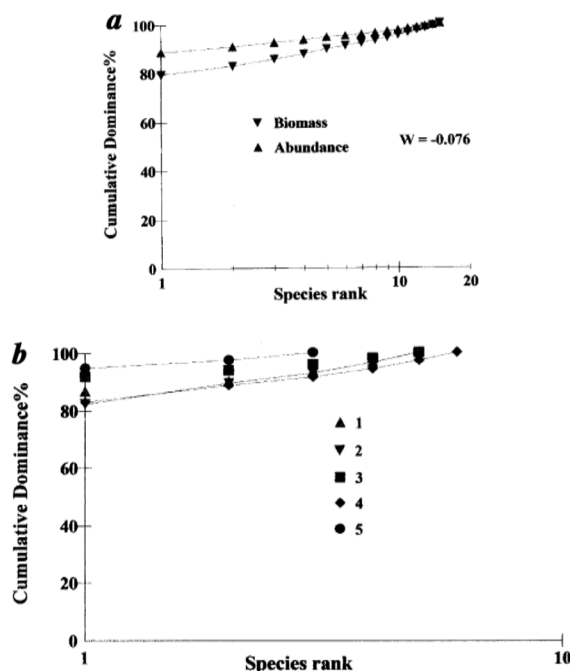 a
Cumulative Dominance%
100
80
60
40
20
0
Biomass
Abundance
W = -0.076
1
10
20
Species rank
b
Cumulative Dominance%
100
80
60
40
20
0
1
2
3
4
5
1
10
Species rank